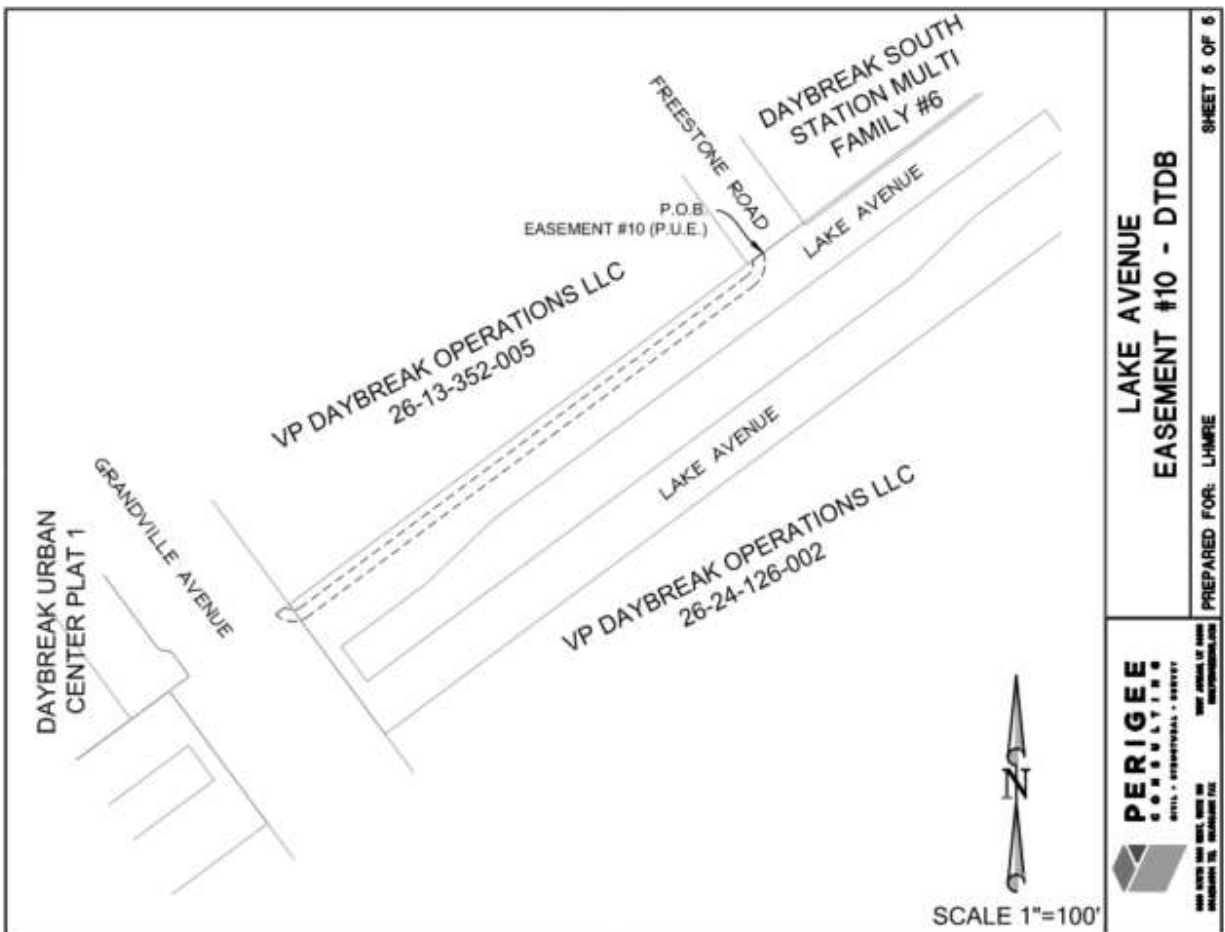 DAYBREAK SOUTH
STATION MULTI
FAMILY #6
FREESTONE ROAD
P.O.B.
EASEMENT #10 (P.U.E.)
LAKE AVENUE
VP DAYBREAK OPERATIONS LLC
26-13-352-005
GRANDVILLE AVENUE
DAYBREAK URBAN
CENTER PLAT 1
LAKE AVENUE
VP DAYBREAK OPERATIONS LLC
26-24-126-002
N
SCALE 1"=100'
LAKE AVENUE
EASEMENT #10 - DTDB
PREPARED FOR: LHMRE
SHEET 5 OF 5
PERIGEE
CONSULTING
CIVIL • STRUCTURAL • SURVEY